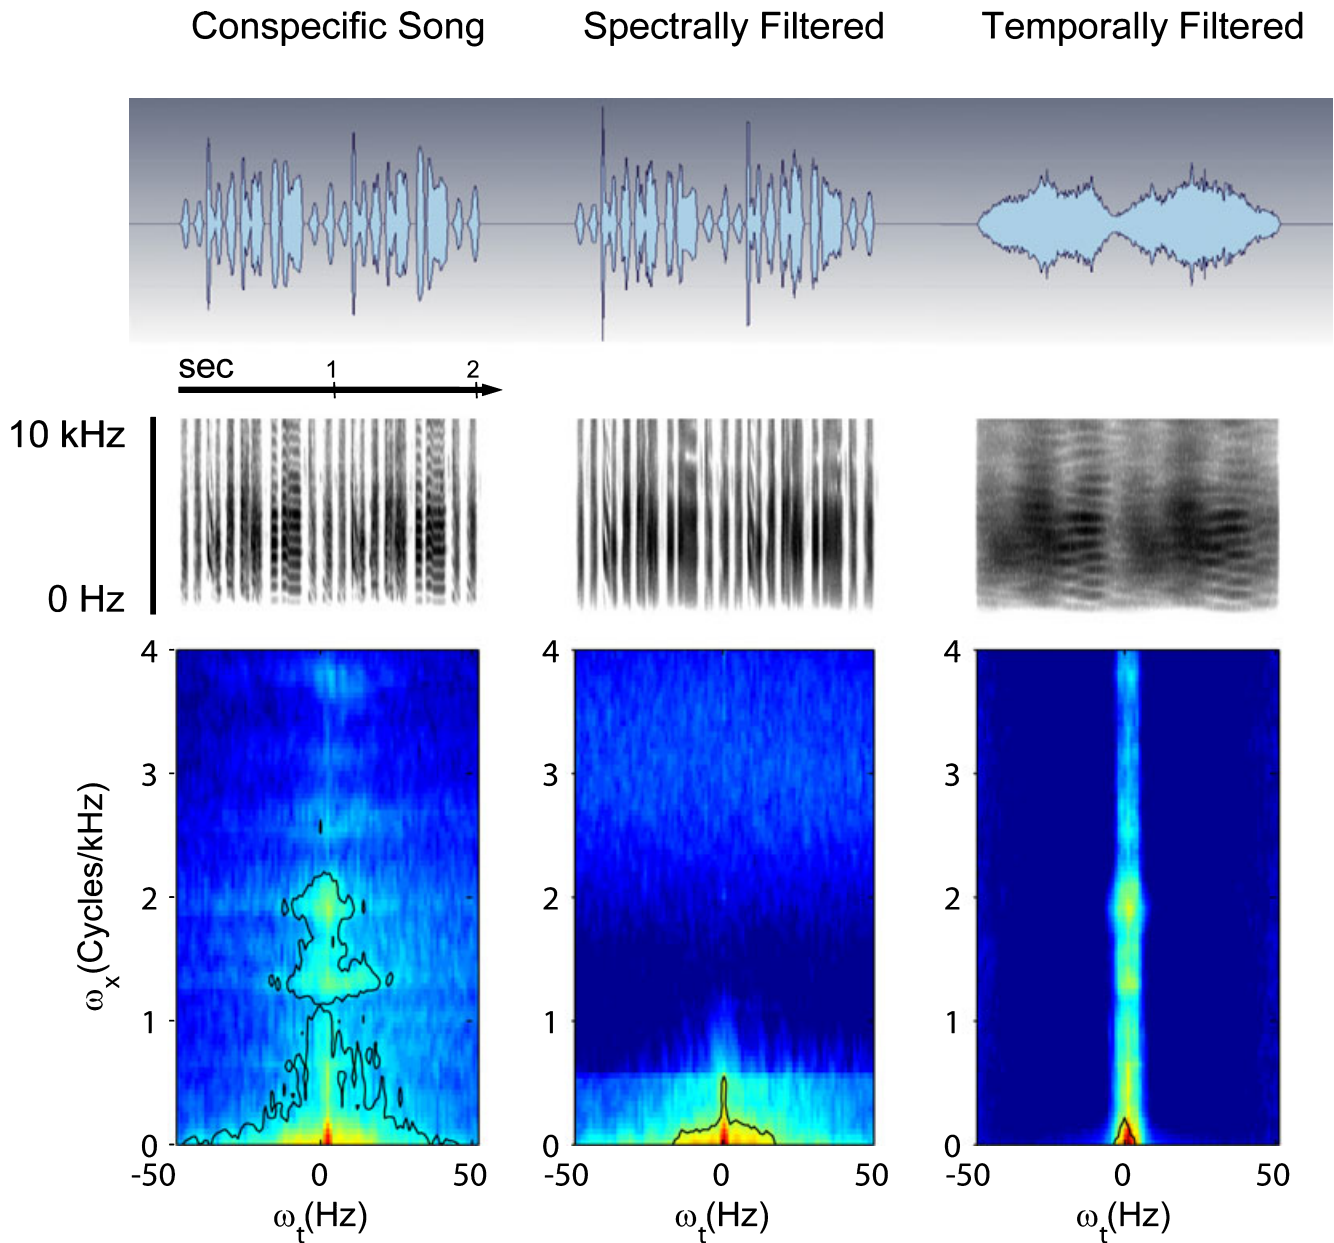 Conspecific Song Spectrally Filtered Temporally Filtered
sec 1 2
10 kHz
0 Hz
4 4 4
3 3 3
2 2 2
1 1 1
0 0 0
ωx(Cycles/kHz)
-50 0 50 -50 0 50 -50 0 50
ωt(Hz) ωt(Hz) ωt(Hz)